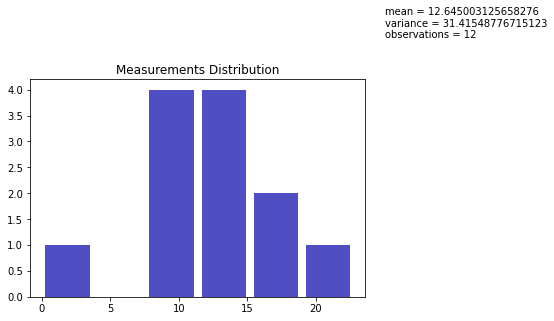 mean = 12.645003125658276
variance = 31.41548776715123
observations = 12
Measurements Distribution
4.0
3.5
3.0
2.5
2.0
1.5
1.0
0.5
0.0
0 5 10 15 20